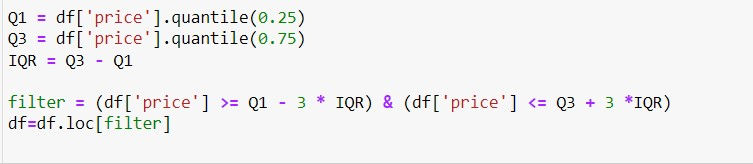 Q1 = df['price'].quantile(0.25)
Q3 = df['price'].quantile(0.75)
IQR = Q3 - Q1
filter = (df['price'] >= Q1 - 3 * IQR) & (df['price'] <= Q3 + 3 *IQR)
df=df.loc[filter]